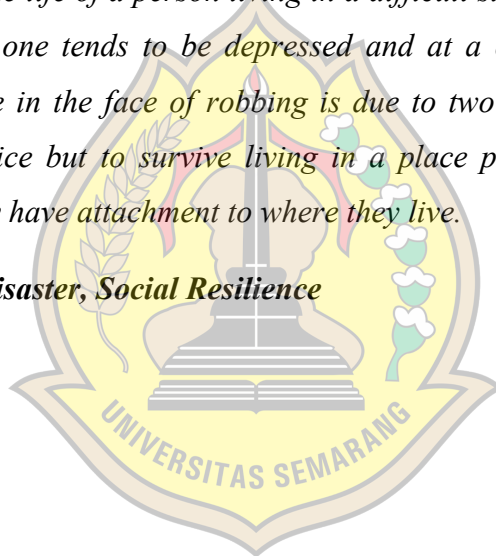 e life of a person living in a difficult s
one tends to be depressed and at a
e in the face of robbing is due to two
ice but to survive living in a place p
have attachment to where they live.
isaster, Social Resilience
UNIVERSITAS SEMARANG